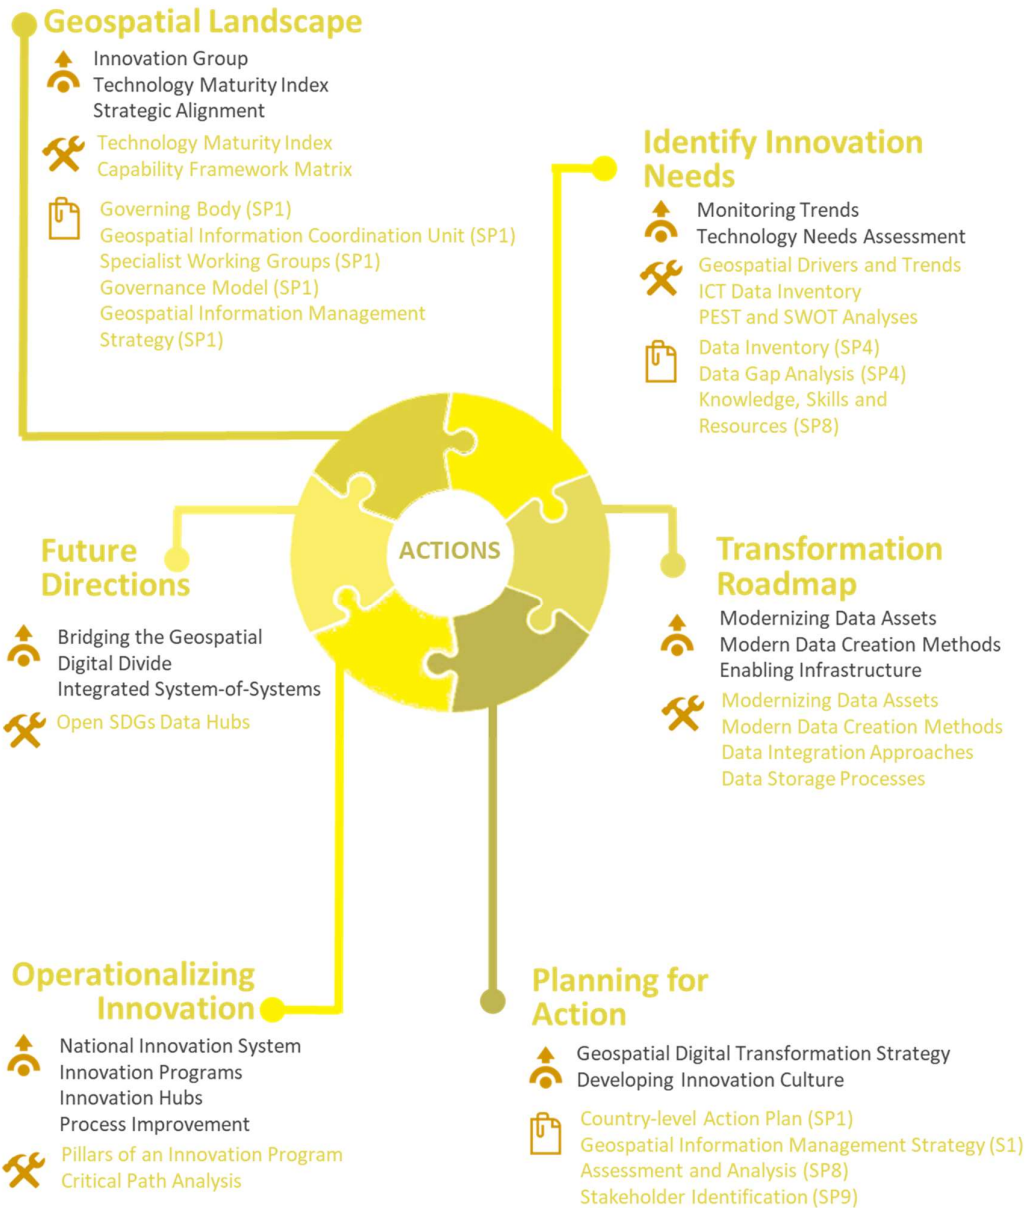 Geospatial Landscape
Innovation Group
Technology Maturity Index
Strategic Alignment
Technology Maturity Index
Capability Framework Matrix
Governing Body (SP1)
Geospatial Information Coordination Unit (SP1)
Specialist Working Groups (SP1)
Governance Model (SP1)
Geospatial Information Management
Strategy (SP1)
Identify Innovation
Needs
Monitoring Trends
Technology Needs Assessment
Geospatial Drivers and Trends
ICT Data Inventory
PEST and SWOT Analyses
Data Inventory (SP4)
Data Gap Analysis (SP4)
Knowledge, Skills and
Resources (SP8)
ACTIONS
Future
Directions
Bridging the Geospatial
Digital Divide
Integrated System-of-Systems
Open SDGs Data Hubs
Transformation
Roadmap
Modernizing Data Assets
Modern Data Creation Methods
Enabling Infrastructure
Modernizing Data Assets
Modern Data Creation Methods
Data Integration Approaches
Data Storage Processes
Operationalizing
Innovation
National Innovation System
Innovation Programs
Innovation Hubs
Process Improvement
Pillars of an Innovation Program
Critical Path Analysis
Planning for
Action
Geospatial Digital Transformation Strategy
Developing Innovation Culture
Country-level Action Plan (SP1)
Geospatial Information Management Strategy (S1)
Assessment and Analysis (SP8)
Stakeholder Identification (SP9)